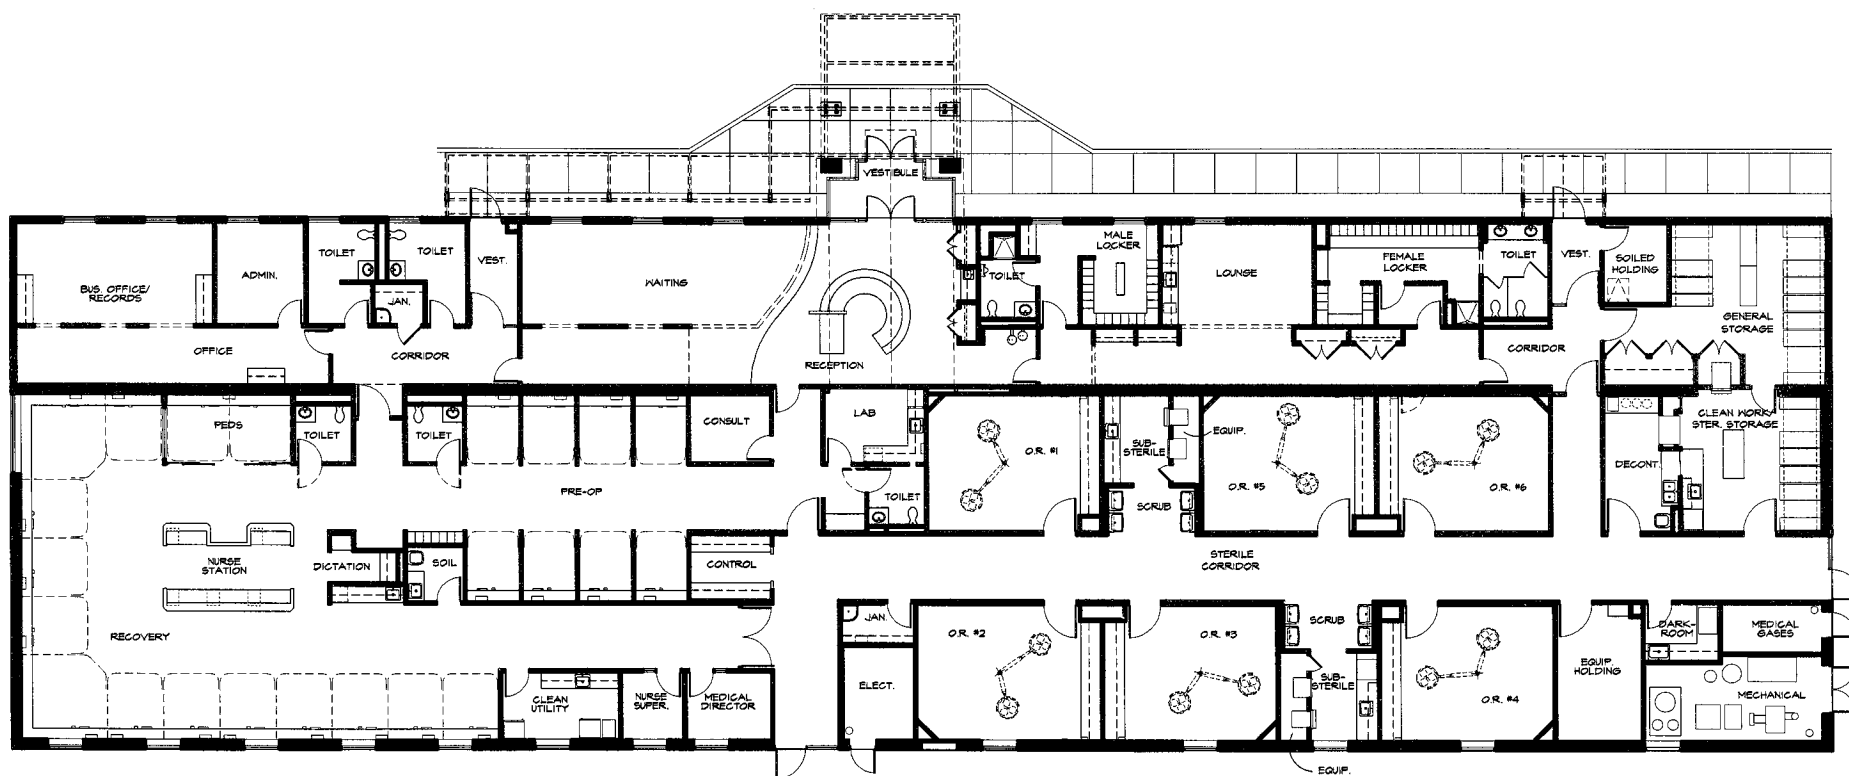 VESTIBULE
BUS. OFFICE/
RECORDS
ADMIN.
TOILET
TOILET
JAN.
VEST.
WAITING
TOILET
MALE
LOCKER
LOUNGE
FEMALE
LOCKER
TOILET
VEST.
SOILED
HOLDING
GENERAL
STORAGE
OFFICE
CORRIDOR
RECEPTION
CORRIDOR
PEDS
TOILET
TOILET
CONSULT
LAB
O.R. #1
SUB-
STERILE
EQUIP.
O.R. #5
O.R. #6
DECONT.
CLEAN WORK/
STER. STORAGE
PRE-OP
TOILET
SCRUB
NURSE
STATION
DICTATION
SOIL
CONTROL
STERILE
CORRIDOR
RECOVERY
JAN.
O.R. #2
O.R. #3
SCRUB
DARK-
ROOM
MEDICAL
GASES
CLEAN
UTILITY
NURSE
SUPER.
MEDICAL
DIRECTOR
ELECT.
SUB-
STERILE
O.R. #4
EQUIP.
HOLDING
MECHANICAL
EQUIP.